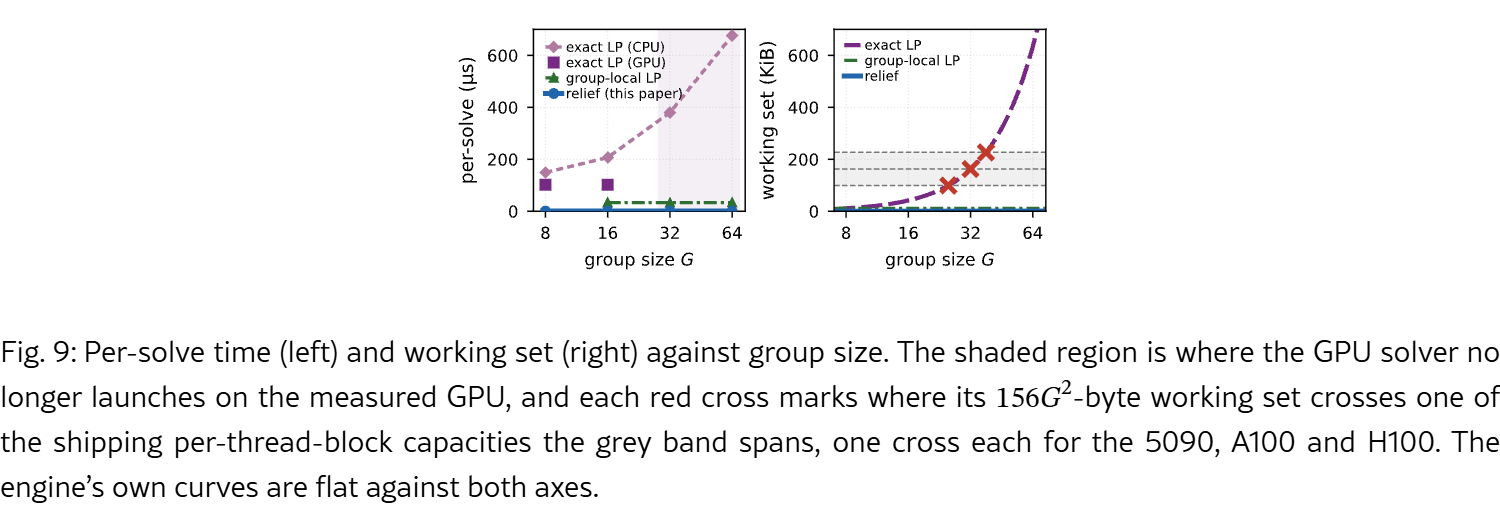 600
400
200
0
per-solve (µs)
exact LP (CPU)
exact LP (GPU)
group-local LP
relief (this paper)
8 16 32 64
group size G
600
400
200
0
working set (KiB)
exact LP
group-local LP
relief
8 16 32 64
group size G
Fig. 9: Per-solve time (left) and working set (right) against group size. The shaded region is where the GPU solver no
longer launches on the measured GPU, and each red cross marks where its 156G²-byte working set crosses one of
the shipping per-thread-block capacities the grey band spans, one cross each for the 5090, A100 and H100. The
engine’s own curves are flat against both axes.